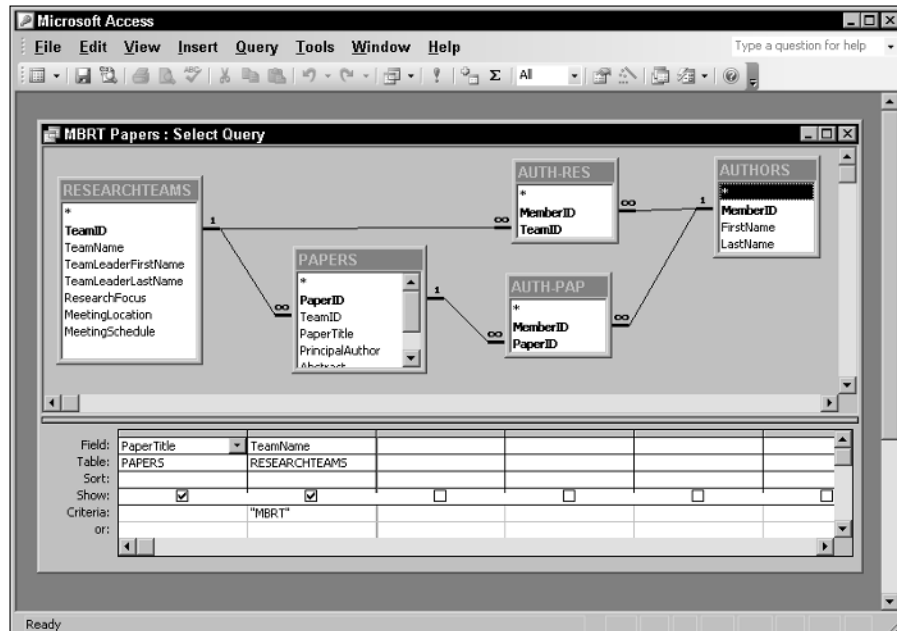 Microsoft Access
File Edit View Insert Query Tools Window Help Type a question for help
All
MBRT Papers : Select Query
RESEARCHTEAMS
*
TeamID
TeamName
TeamLeaderFirstName
TeamLeaderLastName
ResearchFocus
MeetingLocation
MeetingSchedule
1
∞
PAPERS
*
PaperID
TeamID
PaperTitle
PrincipalAuthor
Abstract
1
∞
AUTH-RES
*
MemberID
TeamID
∞
∞
AUTH-PAP
*
MemberID
PaperID
∞
1
AUTHORS
*
MemberID
FirstName
LastName
Field: PaperTitle TeamName
Table: PAPERS RESEARCHTEAMS
Sort:
Show:
Criteria: "MBRT"
or:
Ready